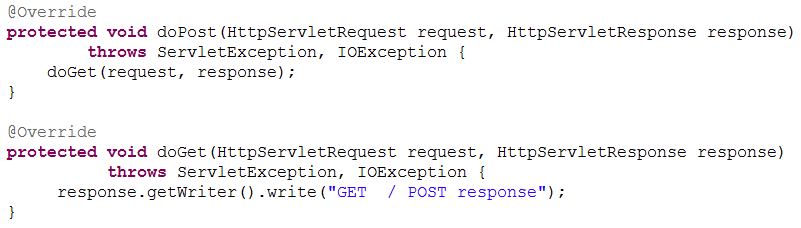 @Override
protected void doPost(HttpServletRequest request, HttpServletResponse response)
        throws ServletException, IOException {
    doGet(request, response);
}

@Override
protected void doGet(HttpServletRequest request, HttpServletResponse response)
          throws ServletException, IOException {
     response.getWriter().write("GET  / POST response");
}